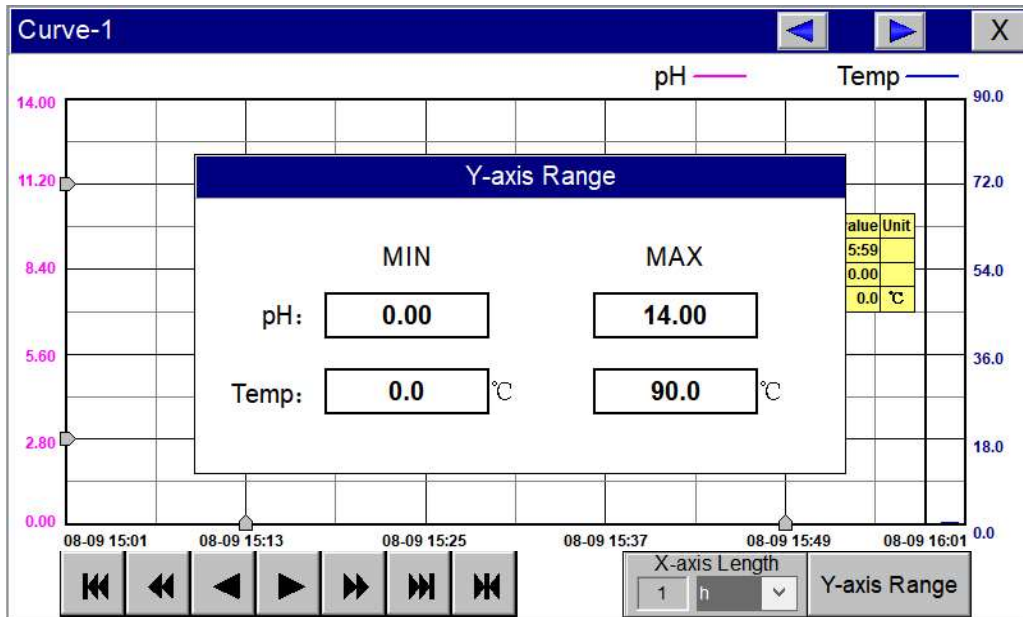 Curve-1 X
pH Temp
14.00 90.0
Y-axis Range
11.20 72.0
MIN MAX
Unit
5:59
8.40 54.0
0.00
0.0 ℃
pH: 0.00 14.00
5.60 36.0
Temp: 0.0 ℃ 90.0 ℃
2.80 18.0
0.00 0.0
08-09 15:01 08-09 15:13 08-09 15:25 08-09 15:37 08-09 15:49 08-09 16:01
X-axis Length
1 h
Y-axis Range